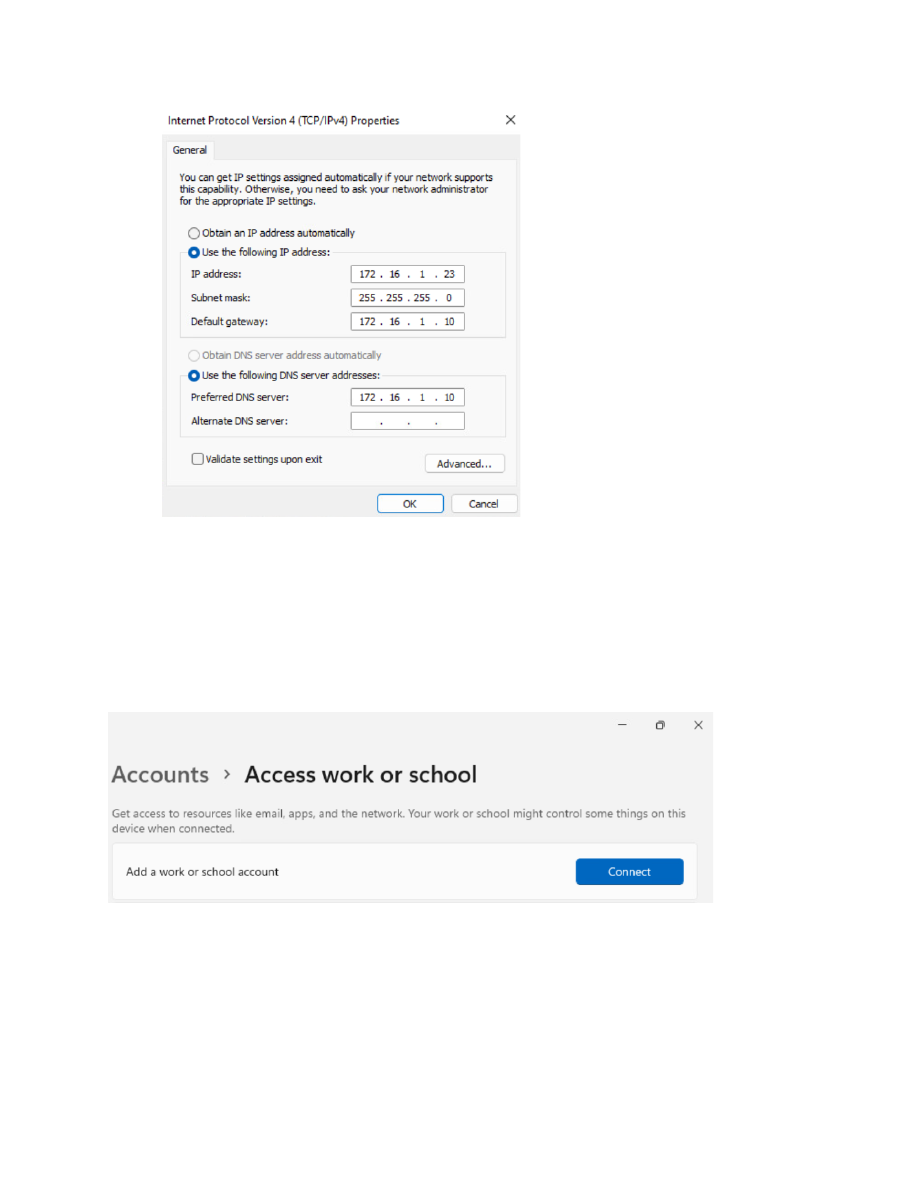 Internet Protocol Version 4 (TCP/IPv4) Properties
General
You can get IP settings assigned automatically if your network supports
this capability. Otherwise, you need to ask your network administrator
for the appropriate IP settings.
Obtain an IP address automatically
Use the following IP address:
IP address: 172 . 16 . 1 . 23
Subnet mask: 255 . 255 . 255 . 0
Default gateway: 172 . 16 . 1 . 10
Obtain DNS server address automatically
Use the following DNS server addresses:
Preferred DNS server: 172 . 16 . 1 . 10
Alternate DNS server: . . .
Validate settings upon exit
Advanced...
OK Cancel
Accounts › Access work or school
Get access to resources like email, apps, and the network. Your work or school might control some things on this
device when connected.
Add a work or school account Connect